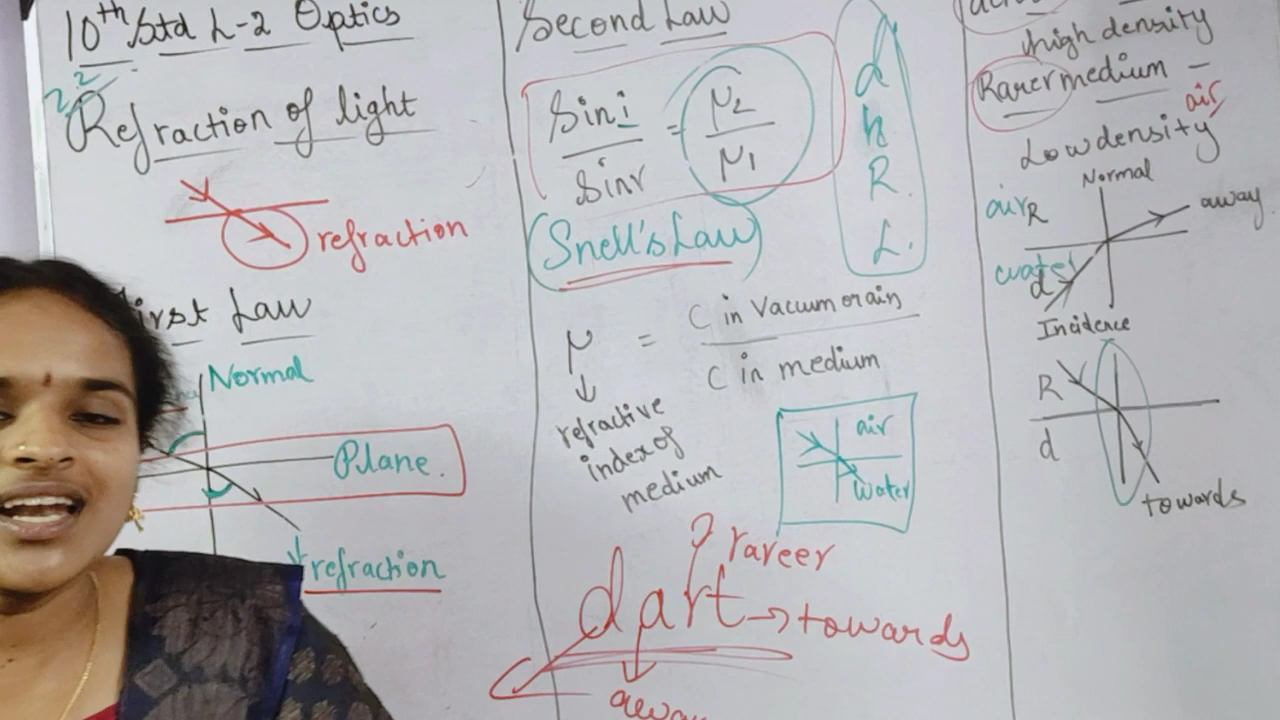 10th Std L-2 Optics
2.2
Refraction of light
refraction
First Law
Normal
Plane.
refraction
Second Law
Sin i / Sin r = μ2 / μ1
Snell's Law
μ = C in Vacuum or air
C in medium
refractive
index of
medium
air
water
d
R
L
rareer
dart → towards
away
high density
Rarer medium –
air
Low density
Normal
air R
away
water
d
Incidence
R
d
towards